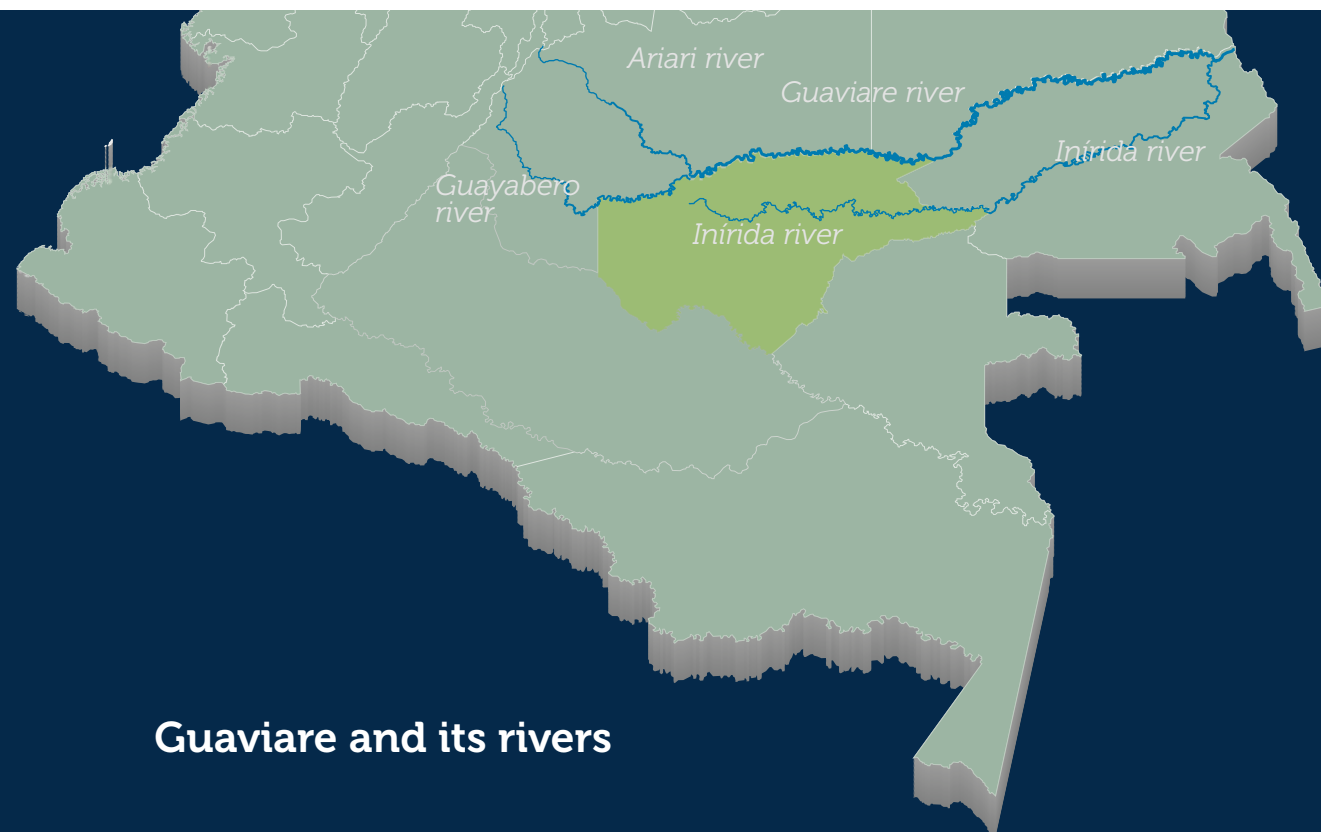 Ariari river
Guaviare river
Inírida river
Guayabero
river
Inírida river
Guaviare and its rivers